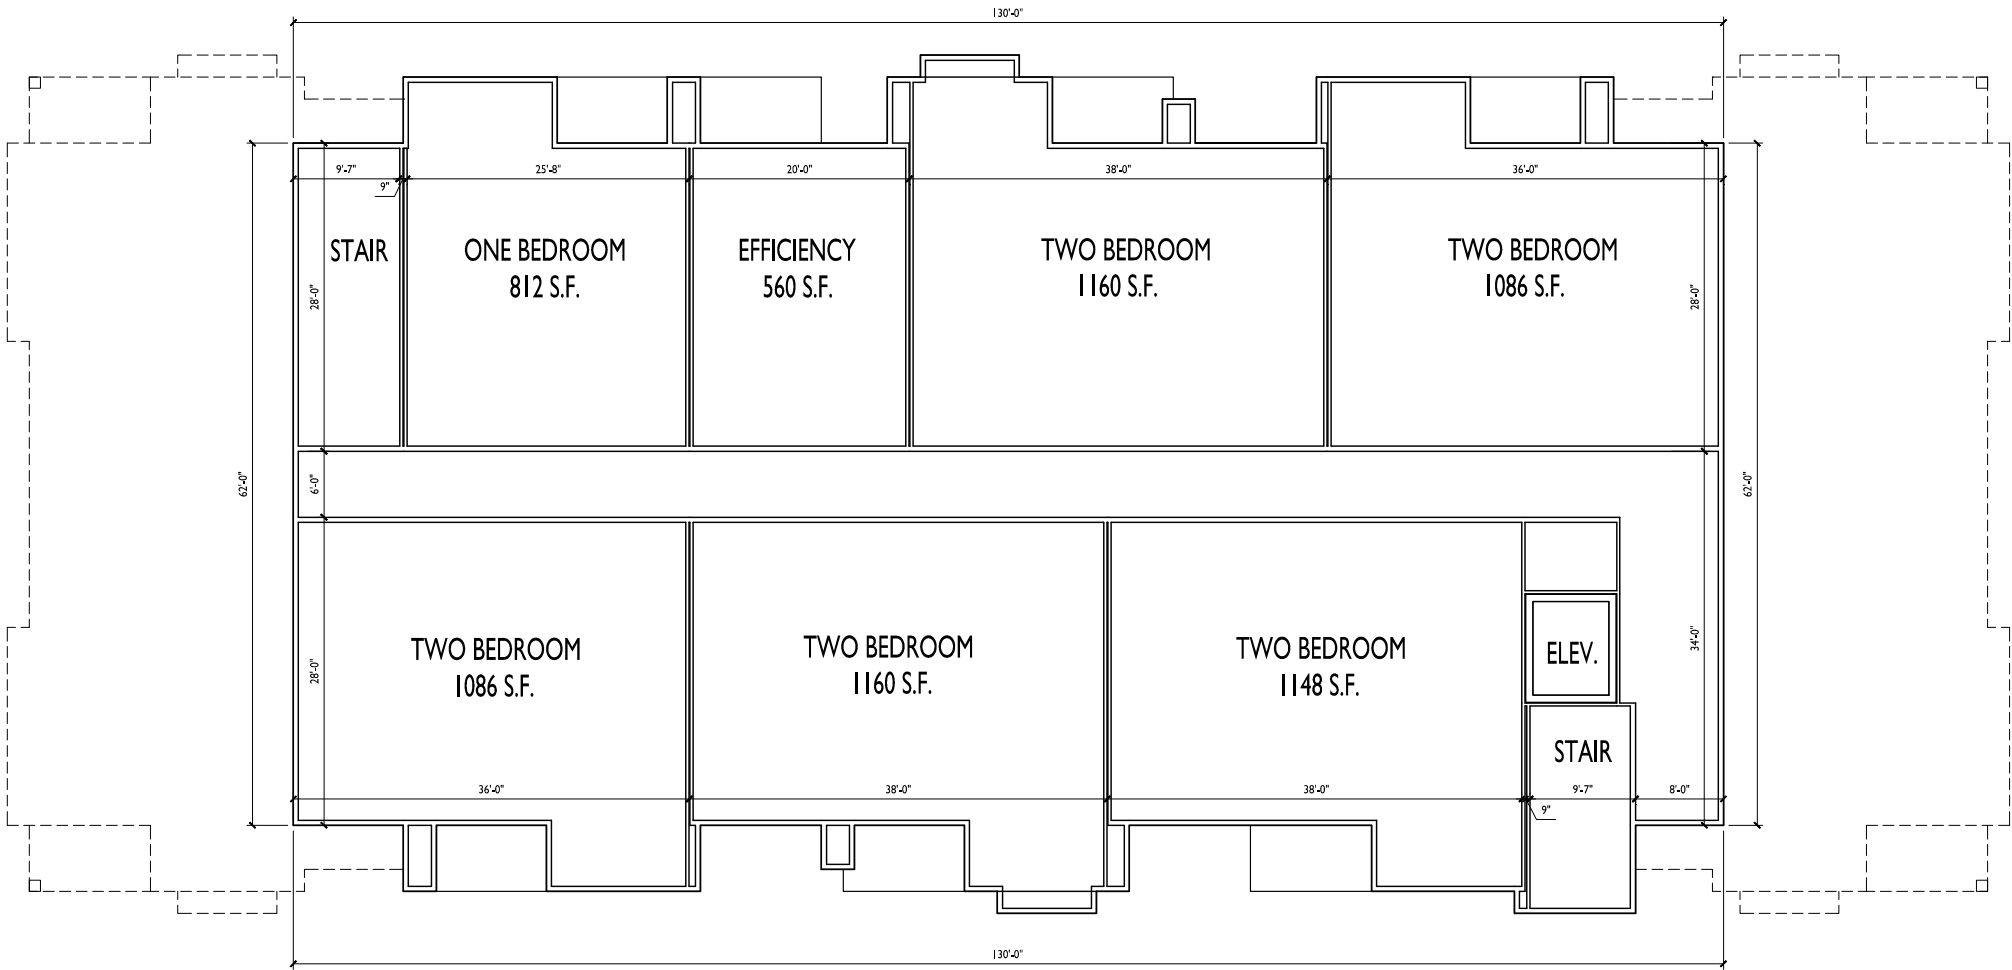 130'-0"
9'-7"
9"
25'-8"
20'-0"
38'-0"
36'-0"
STAIR
ONE BEDROOM
812 S.F.
EFFICIENCY
560 S.F.
TWO BEDROOM
1160 S.F.
TWO BEDROOM
1086 S.F.
28'-0"
28'-0"
62'-0"
6'-0"
62'-0"
TWO BEDROOM
1086 S.F.
TWO BEDROOM
1160 S.F.
TWO BEDROOM
1148 S.F.
ELEV.
28'-0"
34'-0"
STAIR
36'-0"
38'-0"
38'-0"
9"
9'-7"
8'-0"
130'-0"